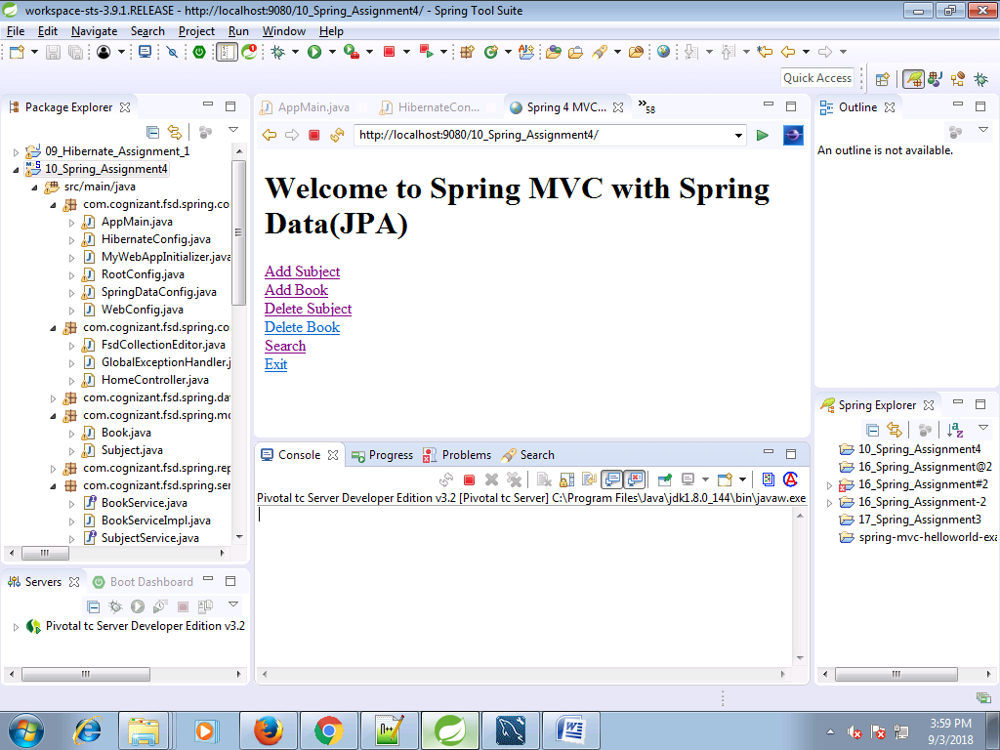 workspace-sts-3.9.1.RELEASE - http://localhost:9080/10_Spring_Assignment4/ - Spring Tool Suite
File Edit Navigate Search Project Run Window Help
Quick Access
Package Explorer
09_Hibernate_Assignment_1
10_Spring_Assignment4
src/main/java
com.cognizant.fsd.spring.co
AppMain.java
HibernateConfig.java
MyWebAppInitializer.java
RootConfig.java
SpringDataConfig.java
WebConfig.java
com.cognizant.fsd.spring.co
FsdCollectionEditor.java
GlobalExceptionHandler.j
HomeController.java
com.cognizant.fsd.spring.da
com.cognizant.fsd.spring.mo
Book.java
Subject.java
com.cognizant.fsd.spring.rep
com.cognizant.fsd.spring.ser
BookService.java
BookServiceImpl.java
SubjectService.java
Servers Boot Dashboard
Pivotal tc Server Developer Edition v3.2
AppMain.java HibernateCon... Spring 4 MVC... 58
http://localhost:9080/10_Spring_Assignment4/
Welcome to Spring MVC with Spring
Data(JPA)
Add Subject
Add Book
Delete Subject
Delete Book
Search
Exit
Console Progress Problems Search
Pivotal tc Server Developer Edition v3.2 [Pivotal tc Server] C:\Program Files\Java\jdk1.8.0_144\bin\javaw.exe
Outline
An outline is not available.
Spring Explorer
10_Spring_Assignment4
16_Spring_Assignment@2
16_Spring_Assignment#2
16_Spring_Assignment-2
17_Spring_Assignment3
spring-mvc-helloworld-exa
3:59 PM
9/3/2018